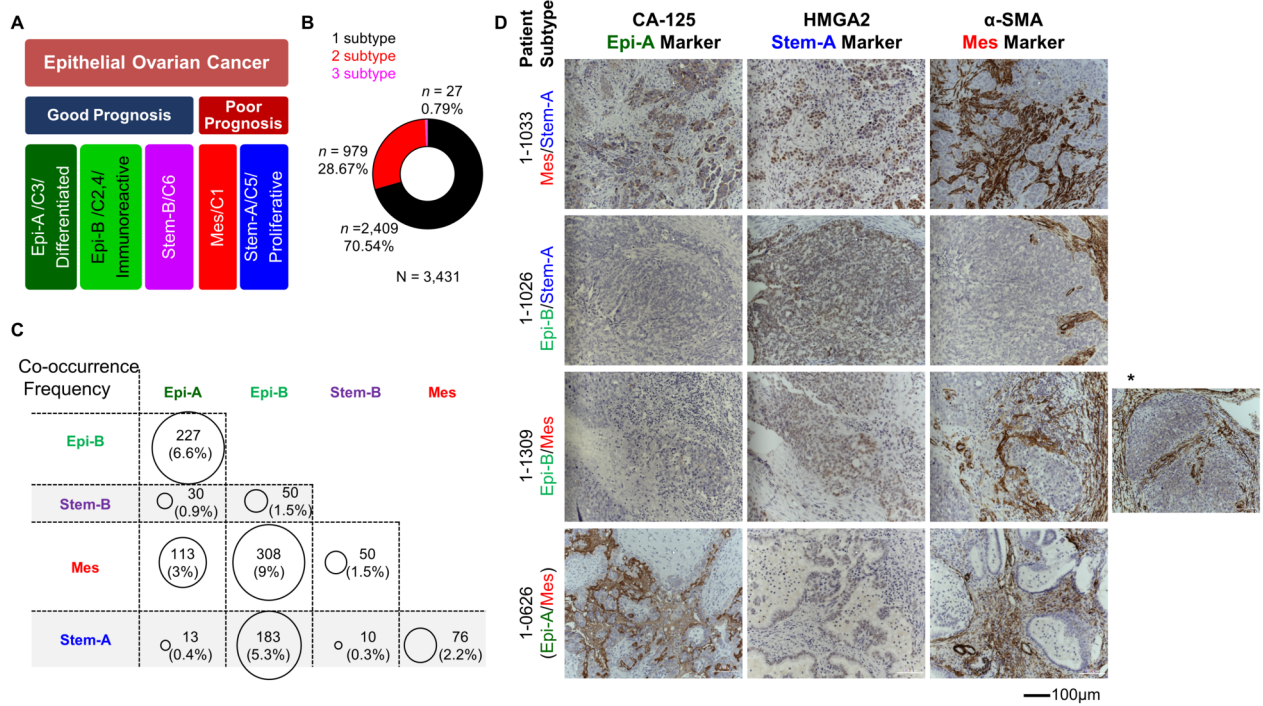 A
Epithelial Ovarian Cancer
Good Prognosis
Poor
Prognosis
Epi-A /C3/
Differentiated
Epi-B /C2,4/
Immunoreactive
Stem-B/C6
Mes/C1
Stem-A/C5/
Proliferative
B
1 subtype
2 subtype
3 subtype
n = 27
0.79%
n = 979
28.67%
n =2,409
70.54%
N = 3,431
C
Co-occurrence
Frequency
Epi-A
Epi-B
Stem-B
Mes
Epi-B
227
(6.6%)
Stem-B
30
(0.9%)
50
(1.5%)
Mes
113
(3%)
308
(9%)
50
(1.5%)
Stem-A
13
(0.4%)
183
(5.3%)
10
(0.3%)
76
(2.2%)
D
Patient
Subtype
CA-125
Epi-A Marker
HMGA2
Stem-A Marker
α-SMA
Mes Marker
1-1033
Mes/Stem-A
1-1026
Epi-B/Stem-A
1-1309
Epi-B/Mes
*
1-0626
(Epi-A/Mes)
100μm